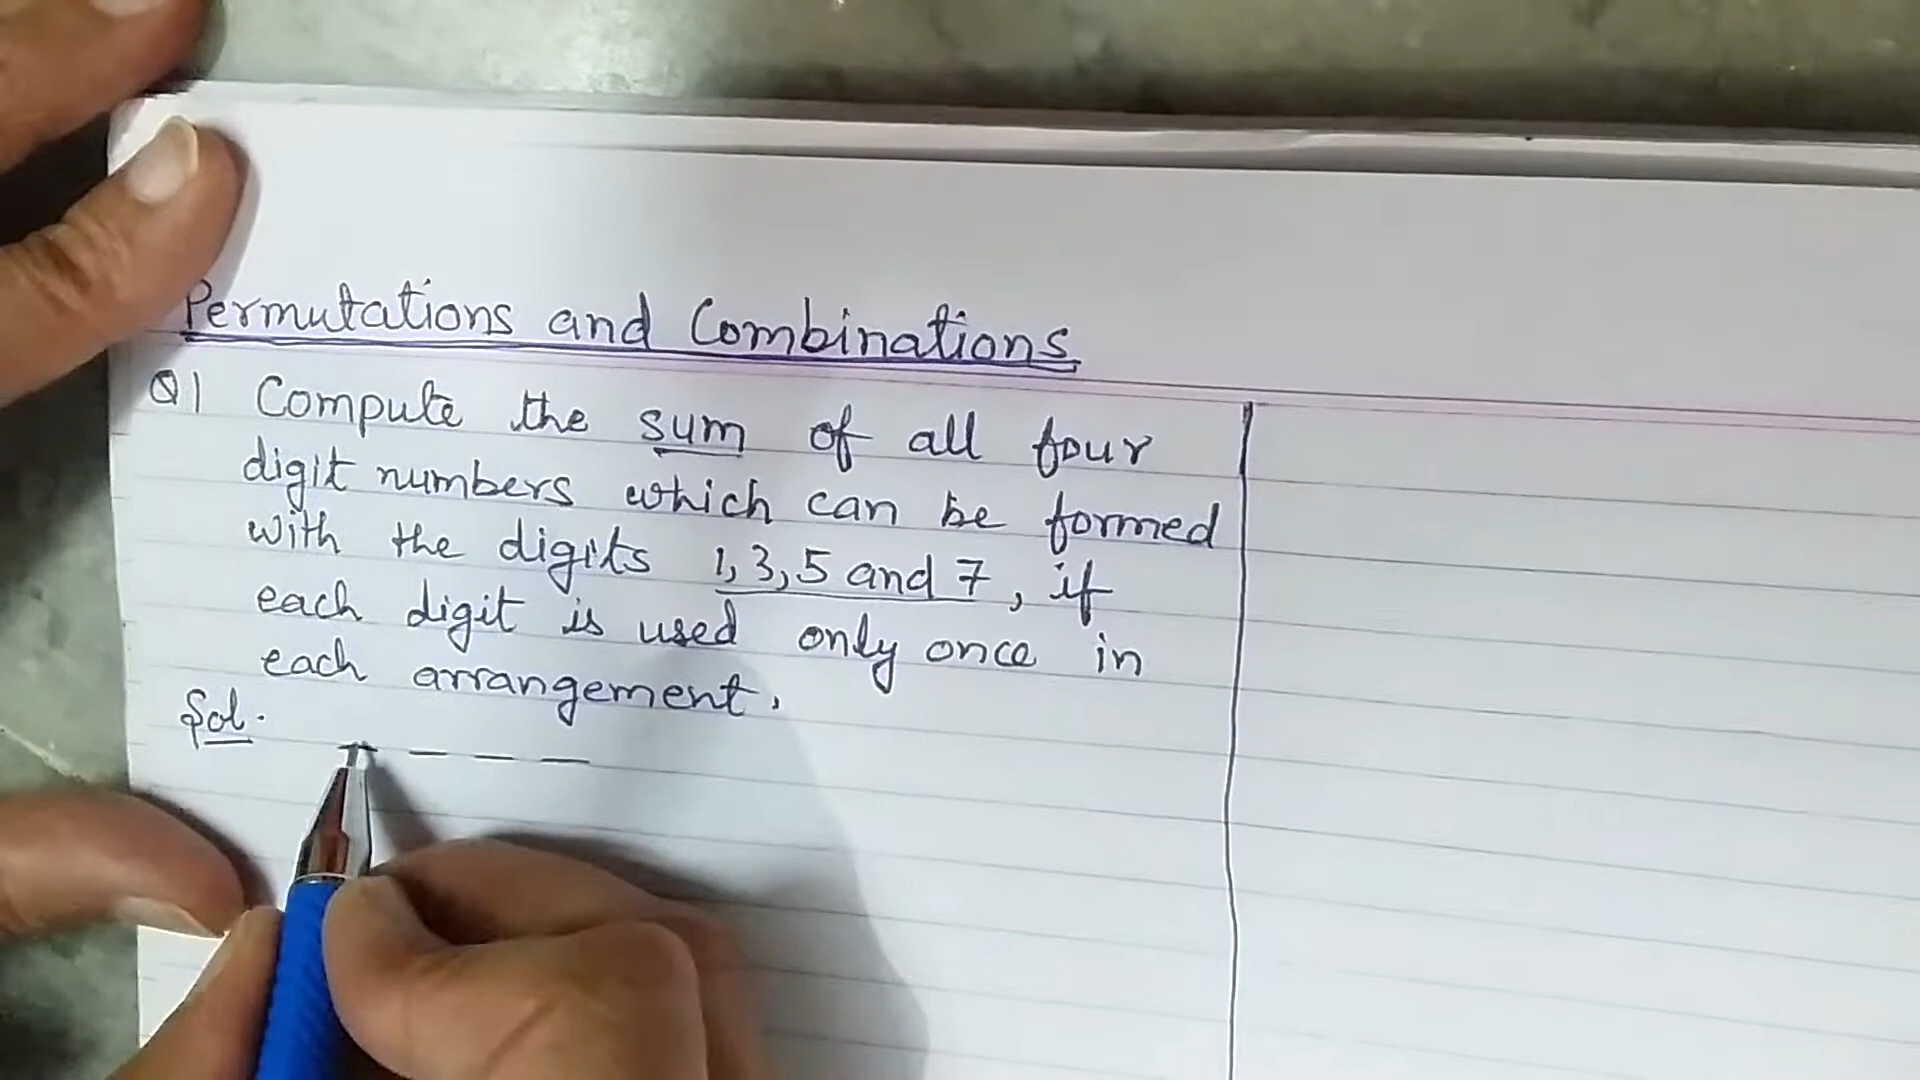 Permutations and Combinations
Q1 Compute the sum of all four
digit numbers which can be formed
with the digits 1, 3, 5 and 7, if
each digit is used only once in
each arrangement.
Sol.